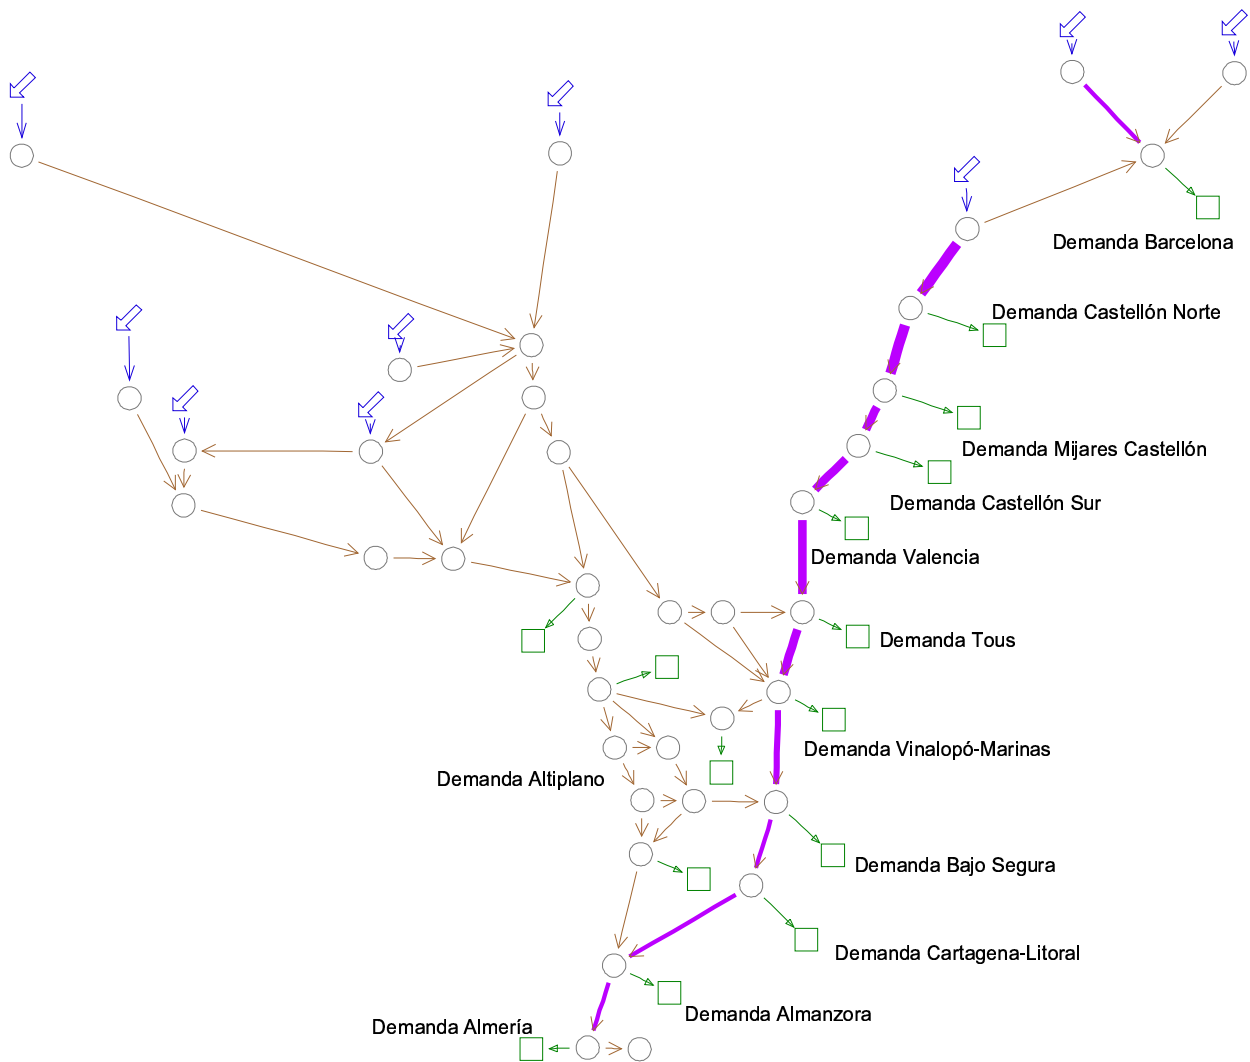 Demanda Barcelona
Demanda Castellón Norte
Demanda Mijares Castellón
Demanda Castellón Sur
Demanda Valencia
Demanda Tous
Demanda Vinalopó-Marinas
Demanda Altiplano
Demanda Bajo Segura
Demanda Cartagena-Litoral
Demanda Almanzora
Demanda Almería